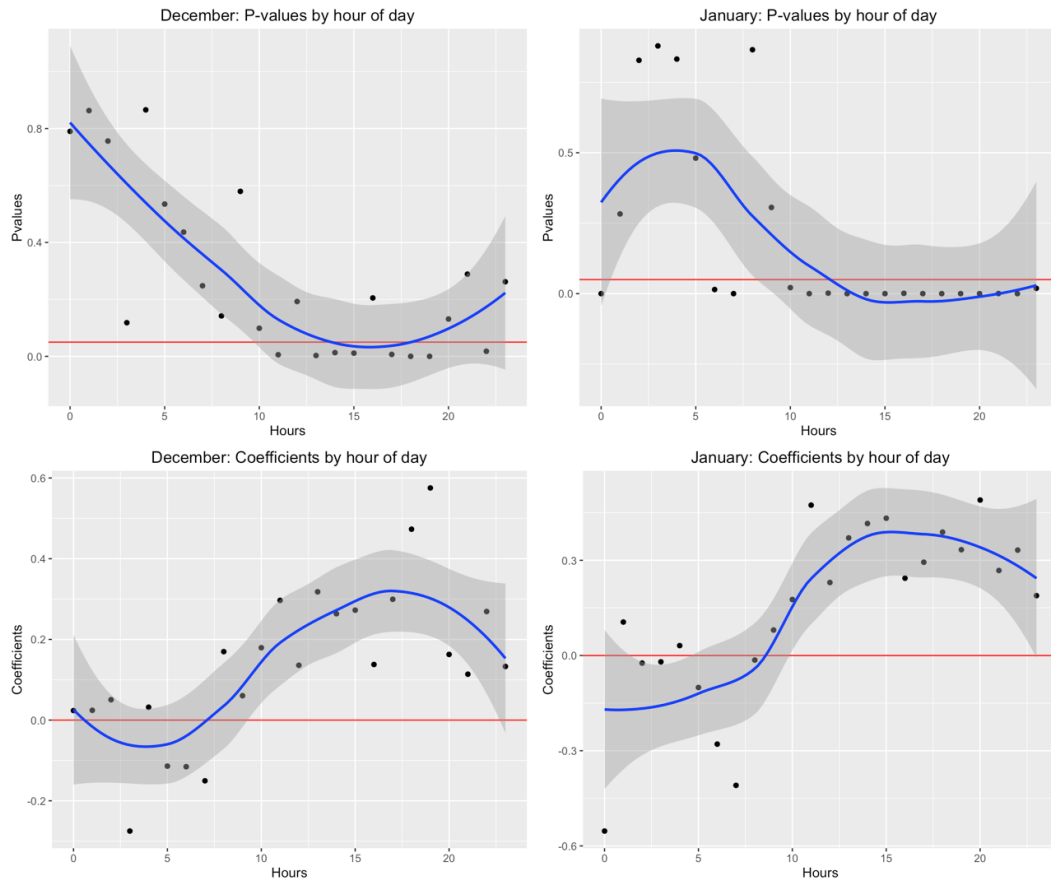 December: P-values by hour of day
January: P-values by hour of day
Pvalues
0.8
0.4
0.0
0
5
10
15
20
Hours
Pvalues
0.5
0.0
0
5
10
15
20
Hours
December: Coefficients by hour of day
January: Coefficients by hour of day
Coefficients
0.6
0.4
0.2
0.0
-0.2
0
5
10
15
20
Hours
Coefficients
0.3
0.0
-0.3
-0.6
0
5
10
15
20
Hours